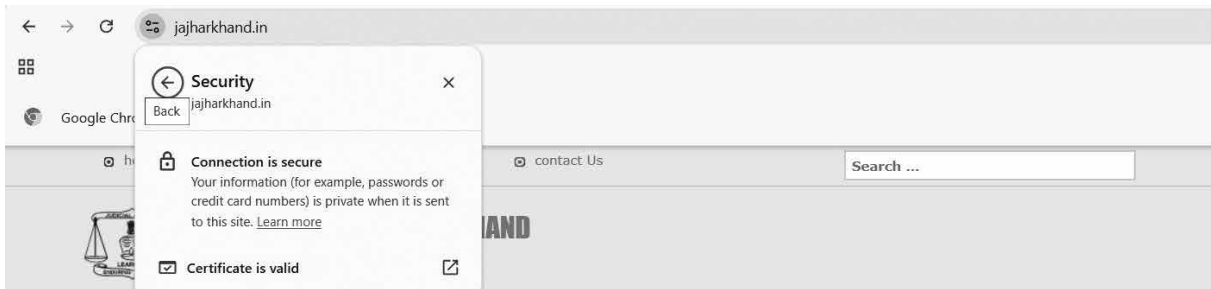 jajharkhand.in
Security
jajharkhand.in
Back
Google Chr
Connection is secure
Your information (for example, passwords or
credit card numbers) is private when it is sent
to this site. Learn more
Certificate is valid
contact Us
Search ...
JUDICIAL
HAND